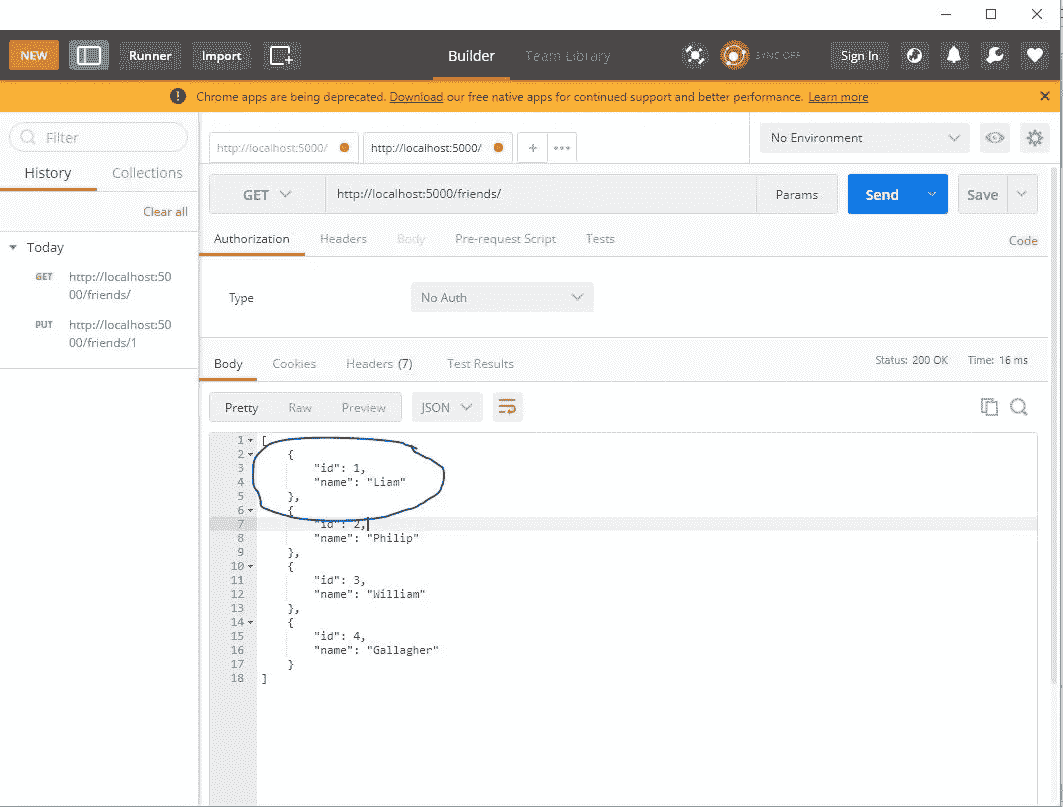 NEW Runner Import Builder Team Library SYNC OFF Sign In
Chrome apps are being deprecated. Download our free native apps for continued support and better performance. Learn more
Filter
History Collections
Clear all
Today
GET http://localhost:50
00/friends/
PUT http://localhost:50
00/friends/1
http://localhost:5000/ http://localhost:5000/ + •••
No Environment
GET http://localhost:5000/friends/ Params Send Save
Authorization Headers Body Pre-request Script Tests Code
Type No Auth
Body Cookies Headers (7) Test Results Status: 200 OK Time: 16 ms
Pretty Raw Preview JSON
1 [
2 {
3 "id": 1,
4 "name": "Liam"
5 },
6 {
7 "id": 2,
8 "name": "Philip"
9 },
10 {
11 "id": 3,
12 "name": "William"
13 },
14 {
15 "id": 4,
16 "name": "Gallagher"
17 }
18 ]